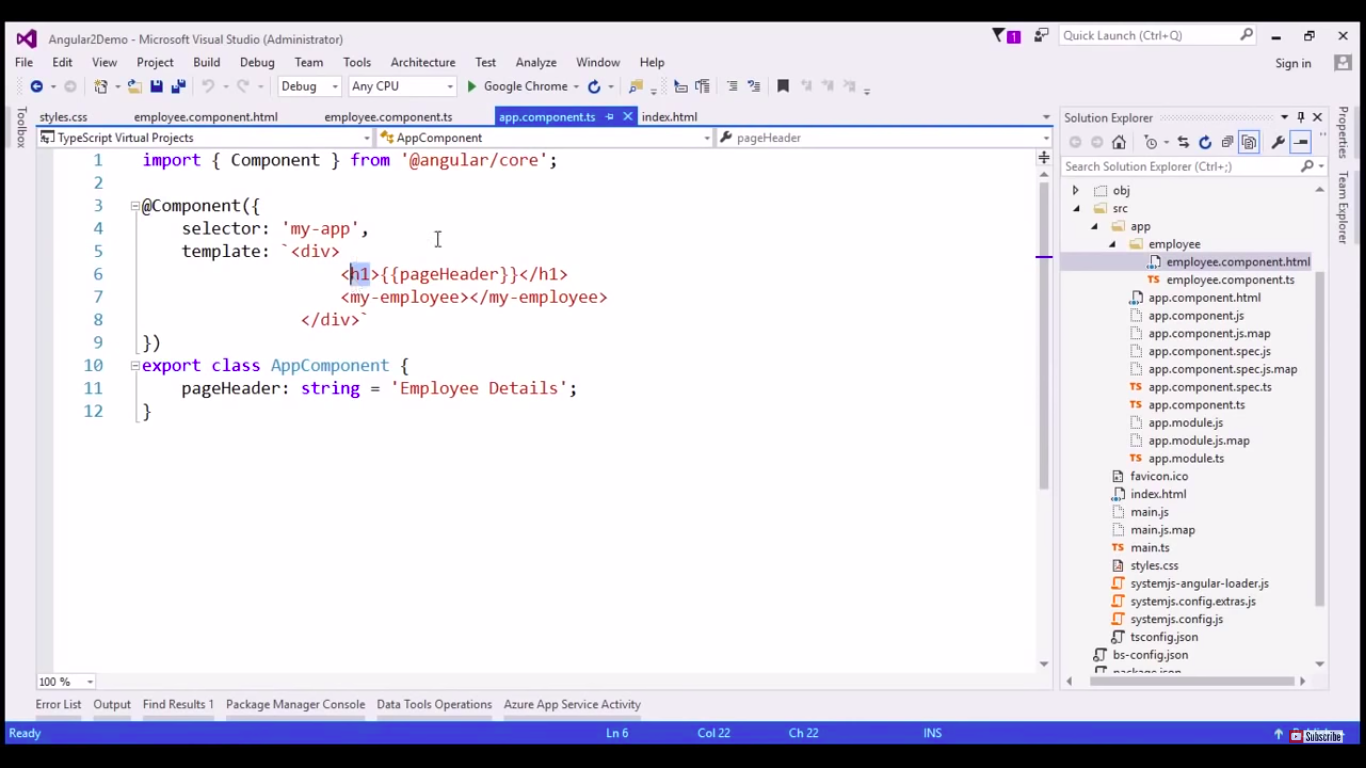 Angular2Demo - Microsoft Visual Studio (Administrator)
1
Quick Launch (Ctrl+Q)
File Edit View Project Build Debug Team Tools Architecture Test Analyze Window Help
Sign in
Debug Any CPU Google Chrome
Toolbox
styles.css employee.component.html employee.component.ts app.component.ts index.html
TypeScript Virtual Projects AppComponent pageHeader
1 import { Component } from '@angular/core';
2
3 @Component({
4 selector: 'my-app',
5 template: `<div>
6 <h1>{{pageHeader}}</h1>
7 <my-employee></my-employee>
8 </div>`
9 })
10 export class AppComponent {
11 pageHeader: string = 'Employee Details';
12 }
100 %
Solution Explorer
Search Solution Explorer (Ctrl+;)
obj
src
app
employee
employee.component.html
TS employee.component.ts
app.component.html
app.component.js
app.component.js.map
app.component.spec.js
app.component.spec.js.map
TS app.component.spec.ts
TS app.component.ts
app.module.js
app.module.js.map
TS app.module.ts
favicon.ico
index.html
main.js
main.js.map
TS main.ts
styles.css
systemjs-angular-loader.js
systemjs.config.extras.js
systemjs.config.js
tsconfig.json
bs-config.json
package.json
Properties
Team Explorer
Error List Output Find Results 1 Package Manager Console Data Tools Operations Azure App Service Activity
Ready Ln 6 Col 22 Ch 22 INS
Subscribe